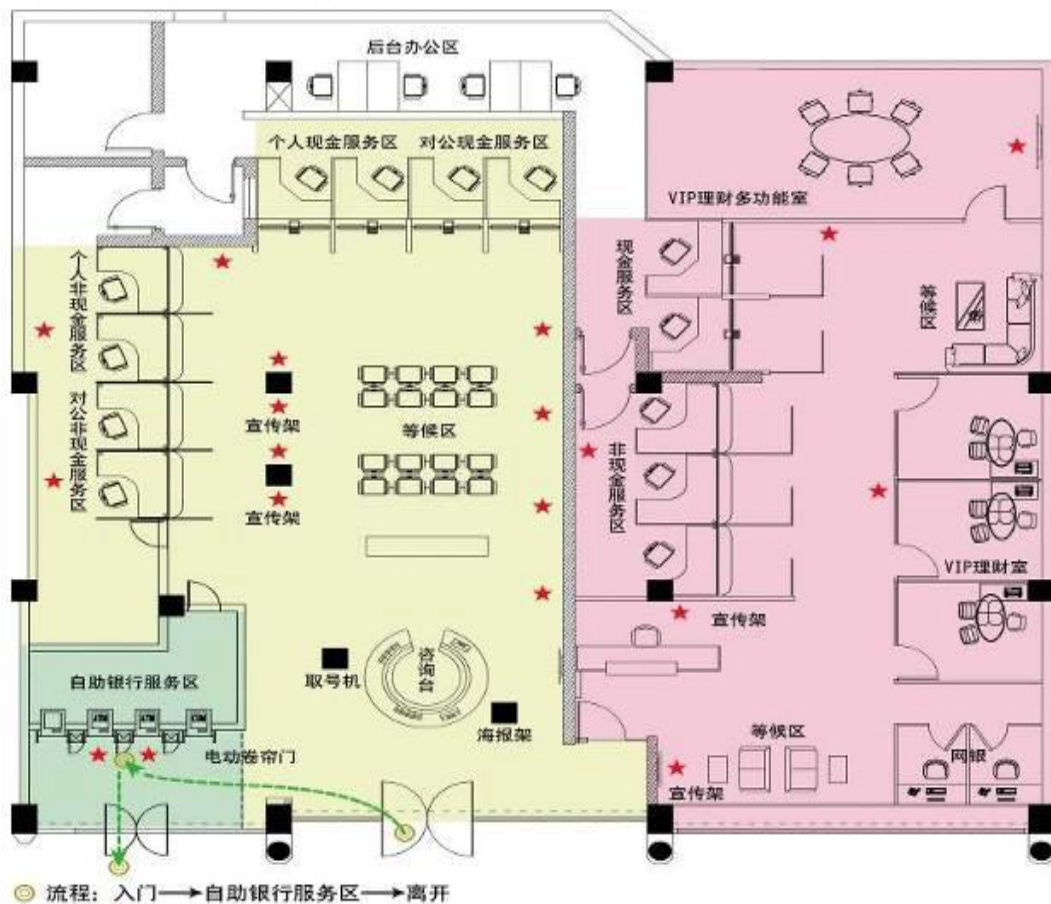 后台办公区
个人现金服务区
对公现金服务区
VIP理财多功能室
现金服务区
等候区
个人非现金服务区
对公非现金服务区
宣传架
等候区
宣传架
非现金服务区
VIP理财室
宣传架
自助银行服务区
取号机
咨询台
海报架
电动卷帘门
等候区
网银
宣传架
流程：入门→自助银行服务区→离开